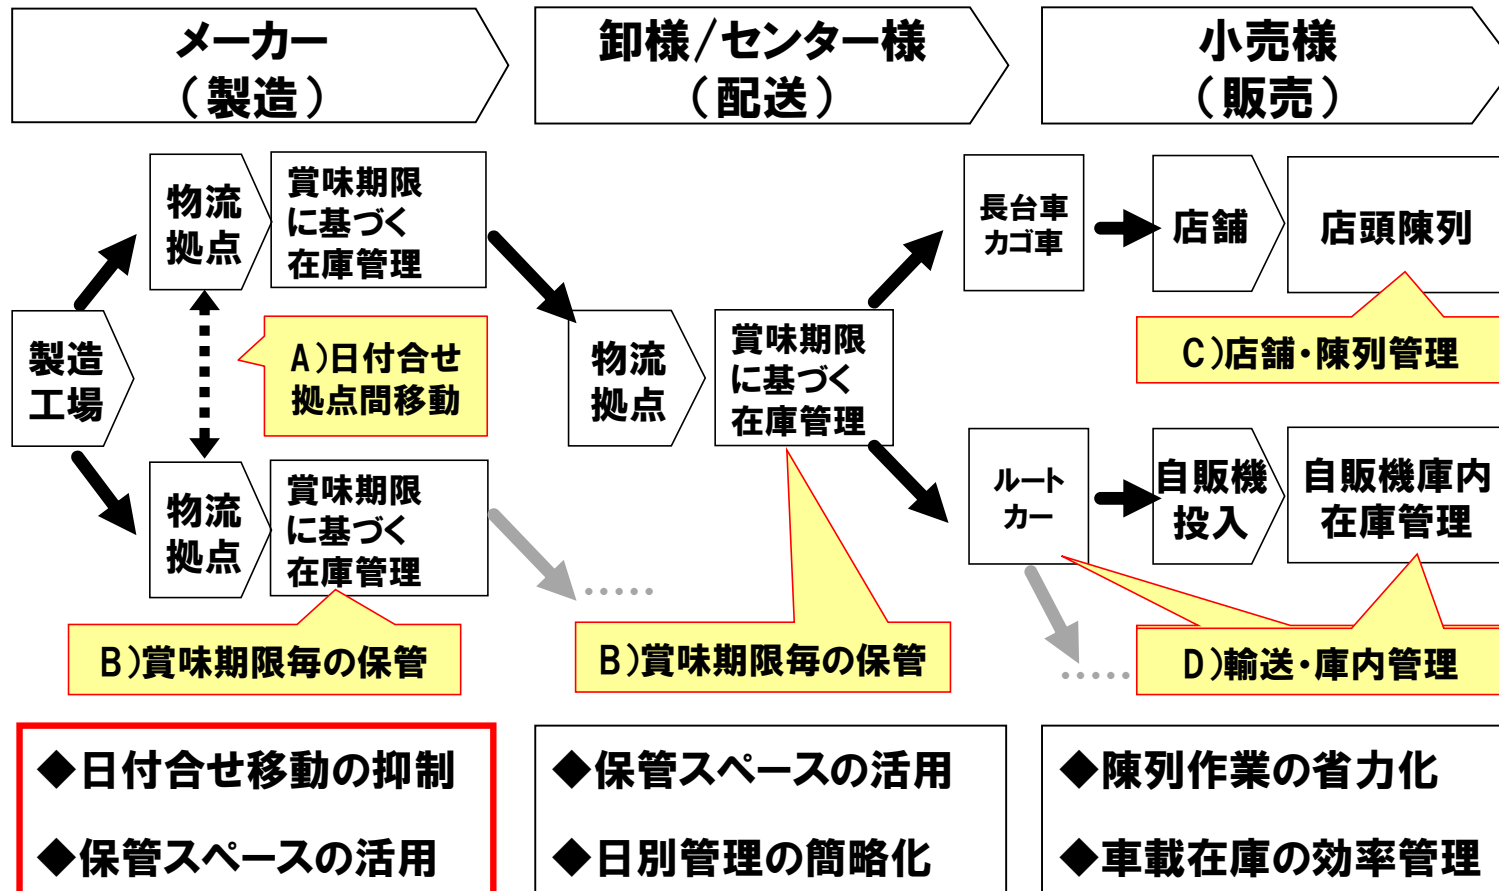 メーカー
（製造）
卸様/センター様
（配送）
小売様
（販売）
製造
工場
物流
拠点
賞味期限
に基づく
在庫管理
A）日付合せ
拠点間移動
物流
拠点
賞味期限
に基づく
在庫管理
B）賞味期限毎の保管
物流
拠点
賞味期限
に基づく
在庫管理
B）賞味期限毎の保管
長台車
カゴ車
店舗
店頭陳列
C）店舗・陳列管理
ルート
カー
自販機
投入
自販機庫内
在庫管理
D）輸送・庫内管理
‥‥‥
‥‥‥
◆日付合せ移動の抑制
◆保管スペースの活用
◆保管スペースの活用
◆日別管理の簡略化
◆陳列作業の省力化
◆車載在庫の効率管理